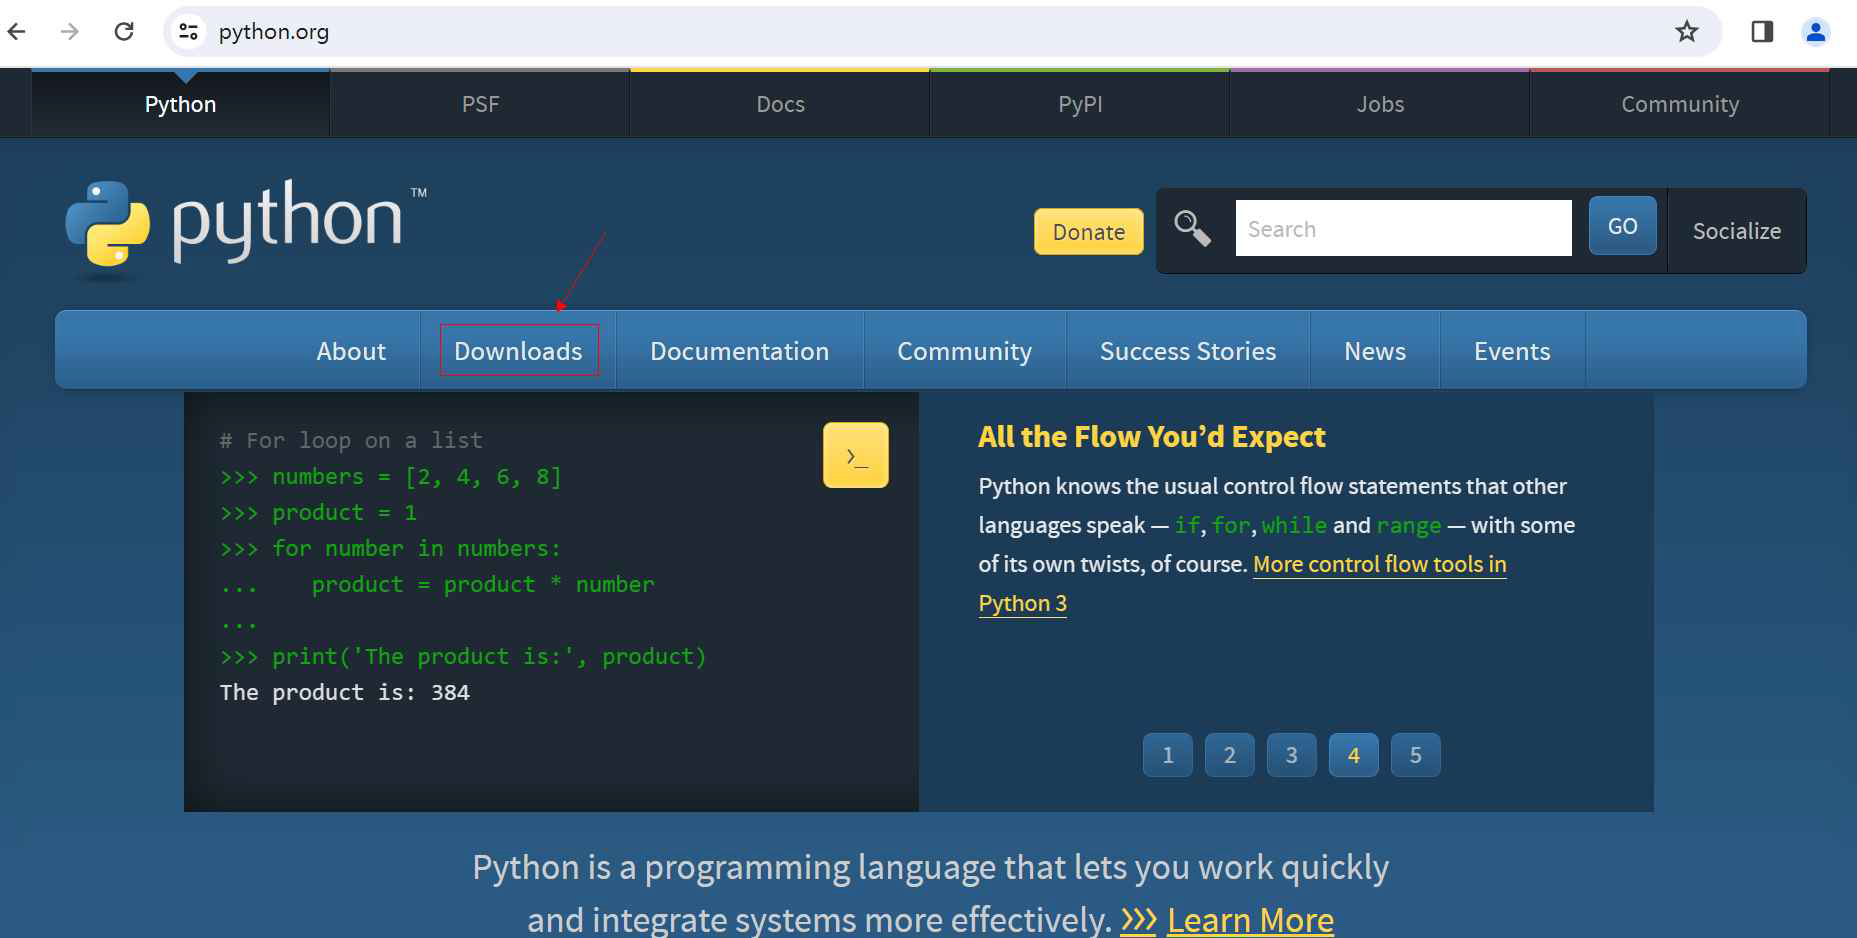 python.org
Python PSF Docs PyPI Jobs Community
python™
Donate Search GO Socialize
About Downloads Documentation Community Success Stories News Events
# For loop on a list
>>> numbers = [2, 4, 6, 8]
>>> product = 1
>>> for number in numbers:
...    product = product * number
...
>>> print('The product is:', product)
The product is: 384
>_
All the Flow You’d Expect
Python knows the usual control flow statements that other
languages speak — if, for, while and range — with some
of its own twists, of course. More control flow tools in
Python 3
1 2 3 4 5
Python is a programming language that lets you work quickly
and integrate systems more effectively. >>> Learn More